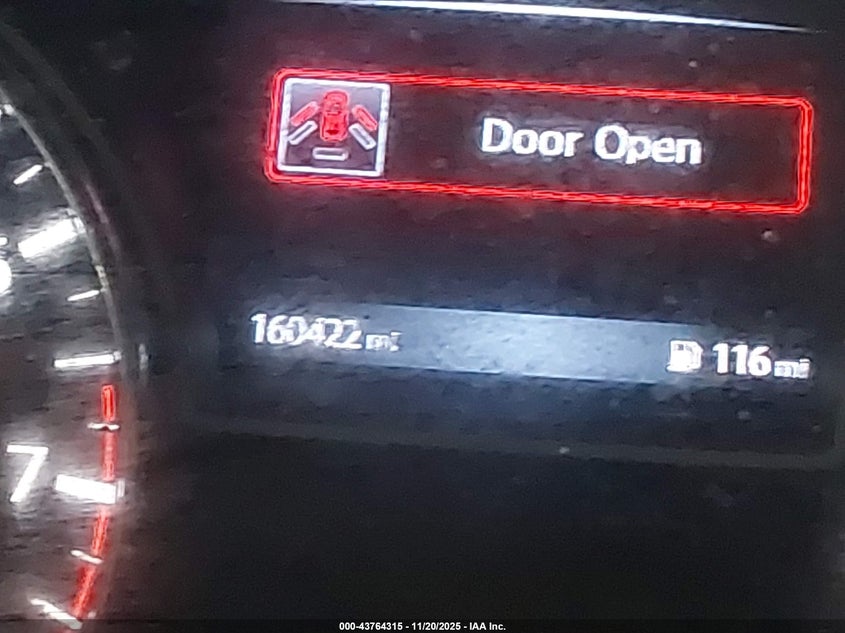 Door Open
160422 mi
116 mi
7
000-43764315 - 11/20/2025 - IAA Inc.